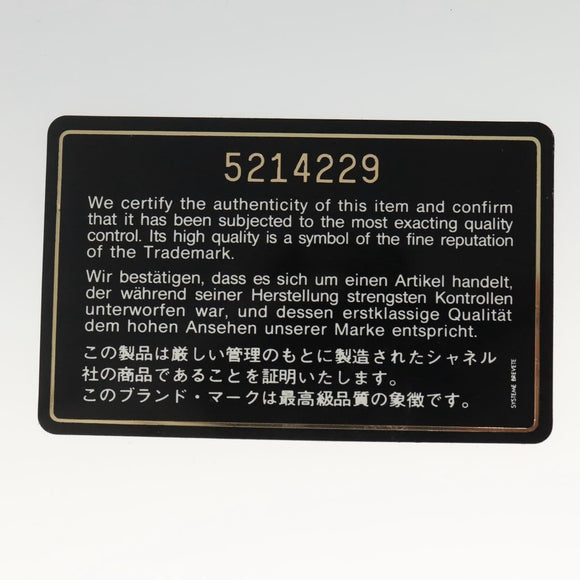 5214229
We certify the authenticity of this item and confirm
that it has been subjected to the most exacting quality
control. Its high quality is a symbol of the fine reputation
of the Trademark.
Wir bestätigen, dass es sich um einen Artikel handelt,
der während seiner Herstellung strengsten Kontrollen
unterworfen war, und dessen erstklassige Qualität
dem hohen Ansehen unserer Marke entspricht.
この製品は厳しい管理のもとに製造されたシャネル
社の商品であることを証明いたします。
このブランド・マークは最高級品質の象徴です。
SYSTEME BREVETE